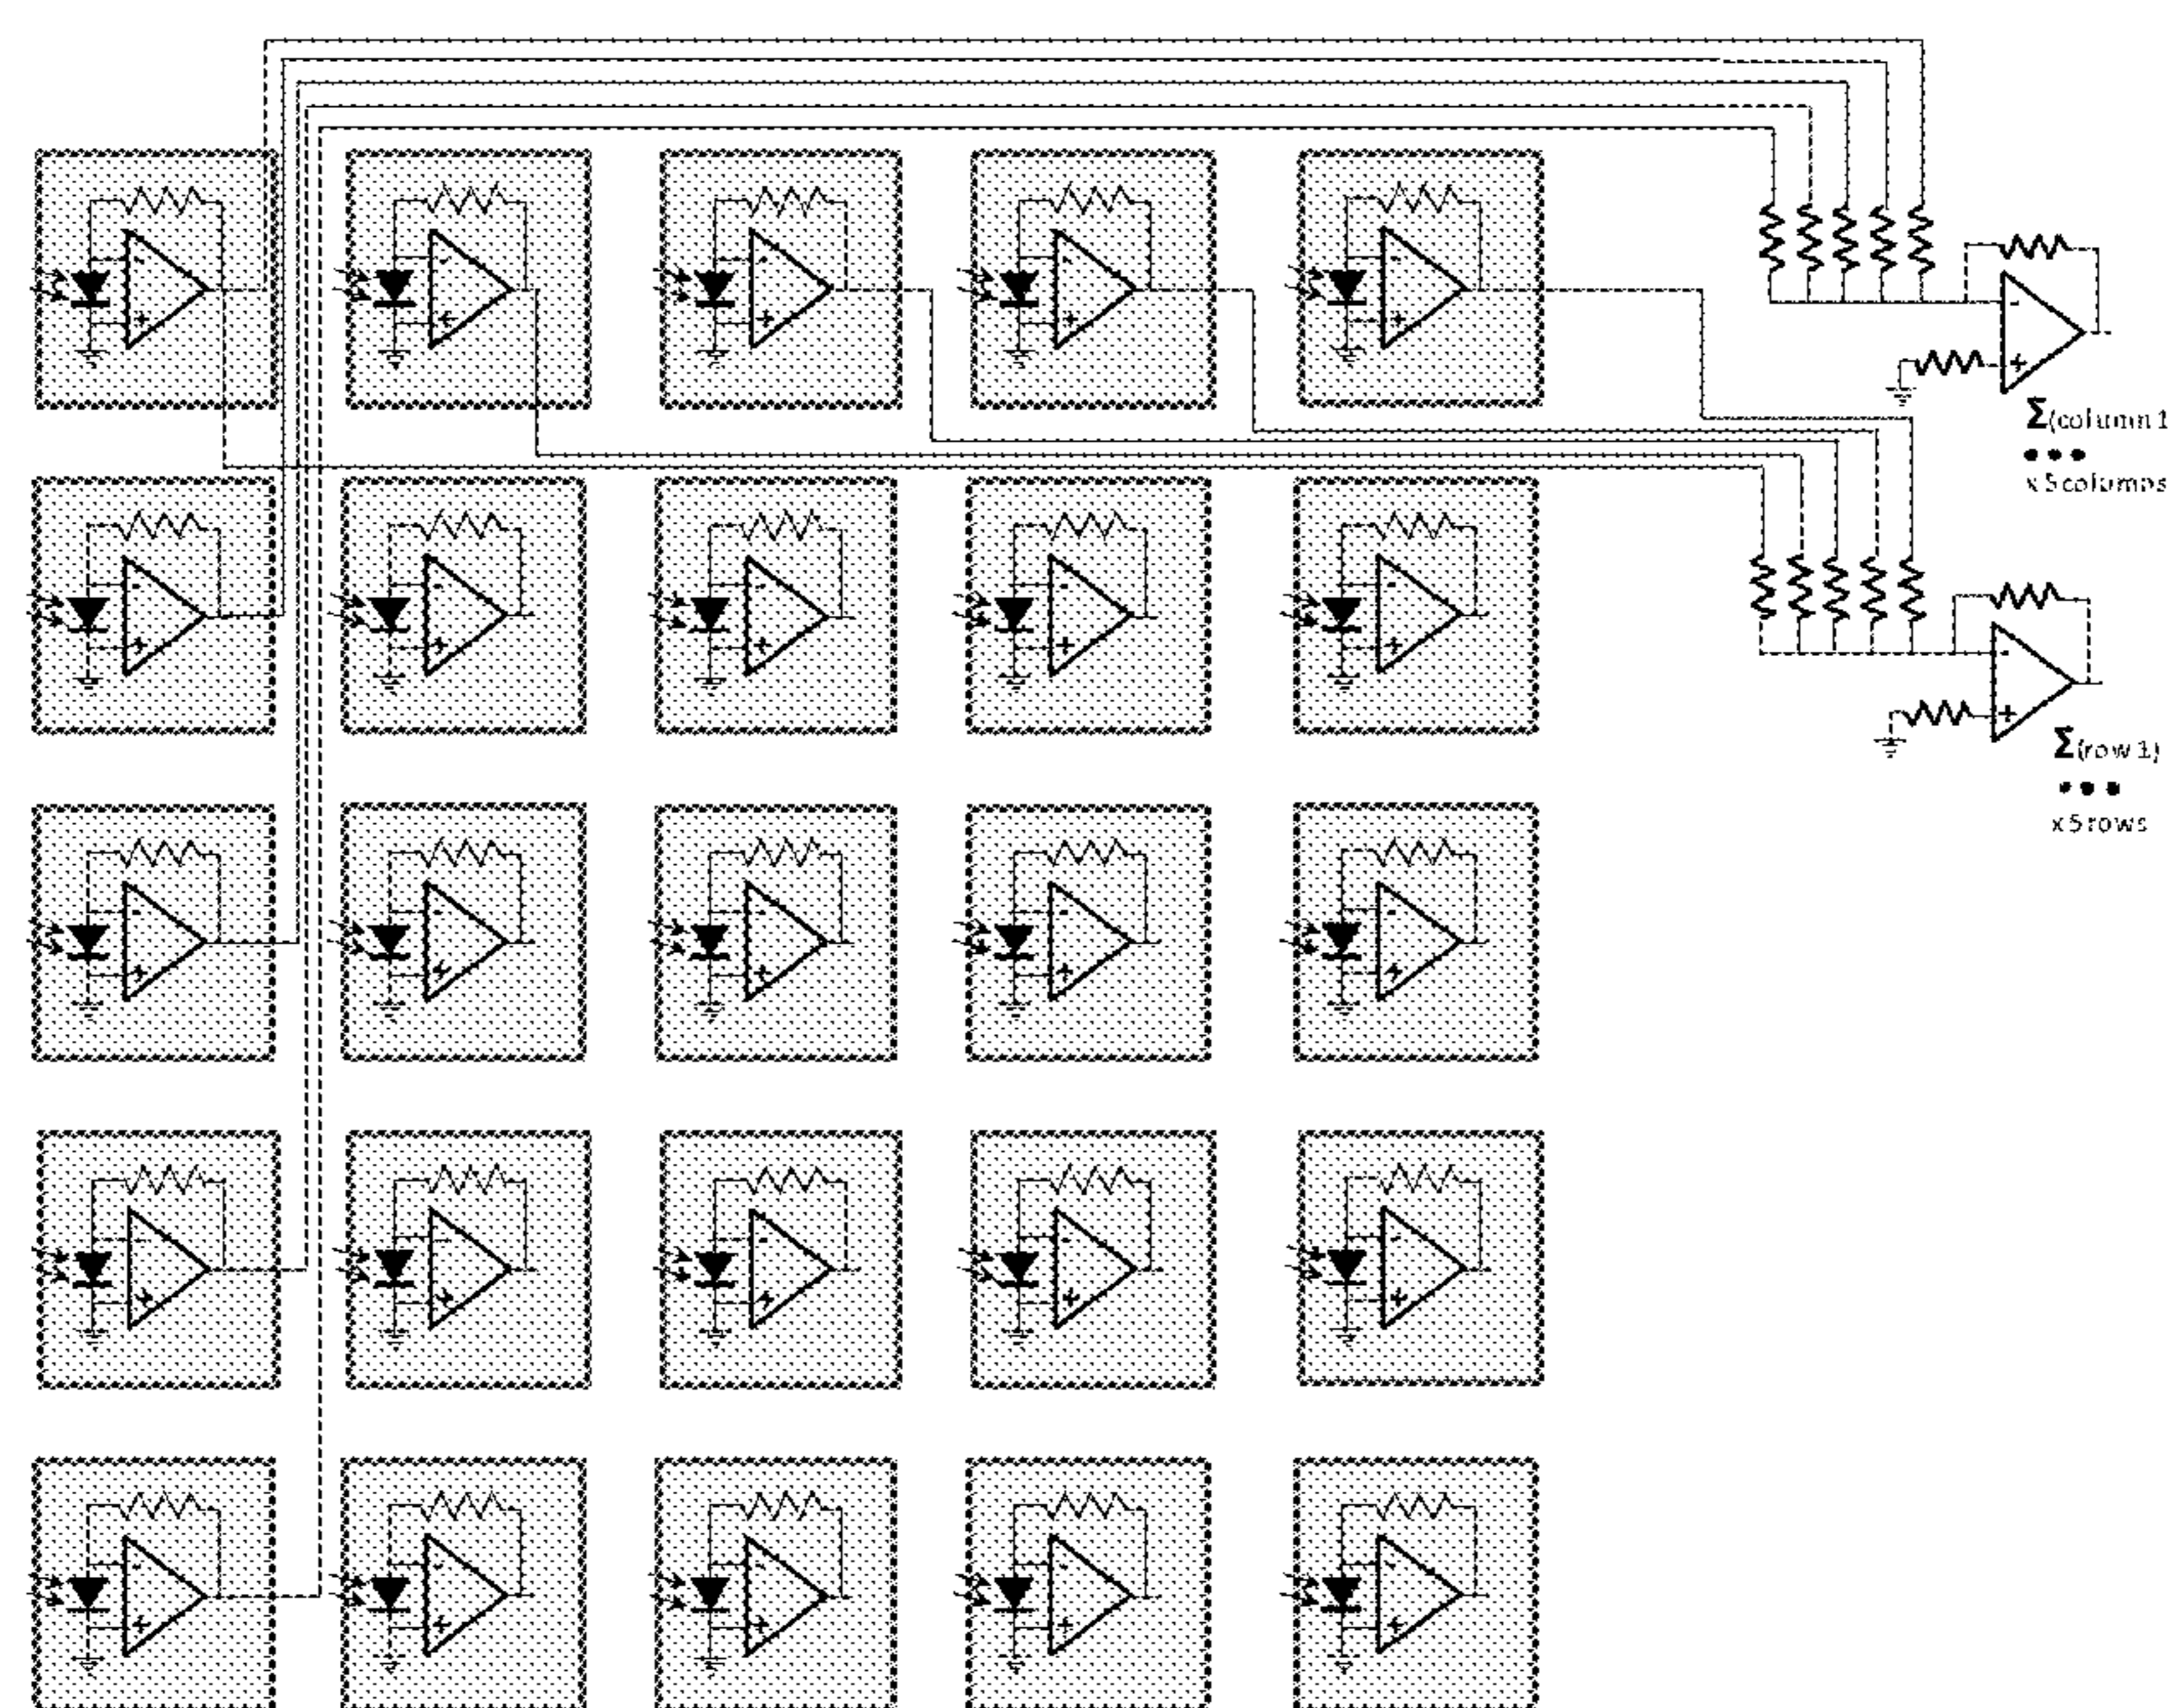 Σ(column 1
•••
x 5 columns
Σ(row 1)
•••
x 5 rows